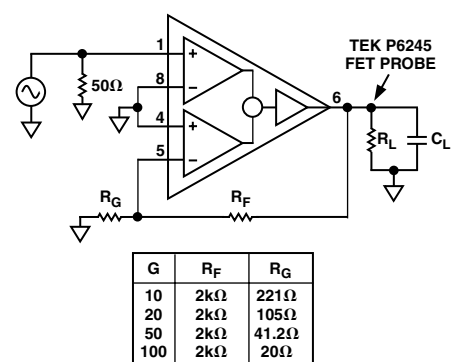 TEK P6245
FET PROBE
1
+
50Ω
8
–
4
+
5
–
6
R_L
C_L
R_G
R_F
G R_F R_G
10 2kΩ 221Ω
20 2kΩ 105Ω
50 2kΩ 41.2Ω
100 2kΩ 20Ω